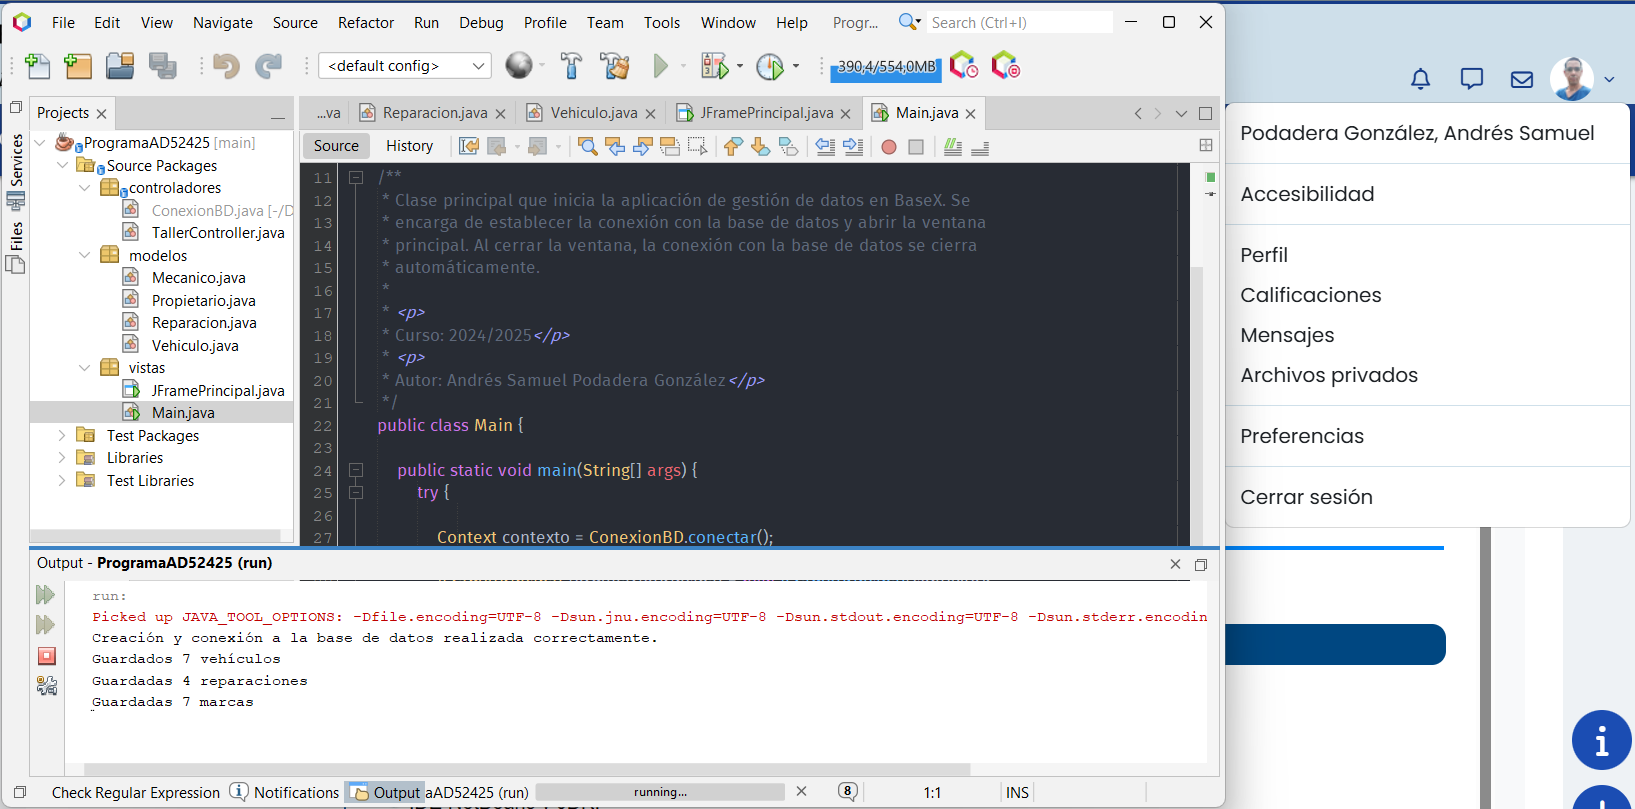 File Edit View Navigate Source Refactor Run Debug Profile Team Tools Window Help Progr... Search (Ctrl+I)
<default config>
390,4/554,0MB
Projects
Services
Files
ProgramaAD52425 [main]
Source Packages
controladores
ConexionBD.java [-/D
TallerController.java
modelos
Mecanico.java
Propietario.java
Reparacion.java
Vehiculo.java
vistas
JFramePrincipal.java
Main.java
Test Packages
Libraries
Test Libraries
...va Reparacion.java Vehiculo.java JFramePrincipal.java Main.java
Source History
11 /**
12 * Clase principal que inicia la aplicación de gestión de datos en BaseX. Se
13 * encarga de establecer la conexión con la base de datos y abrir la ventana
14 * principal. Al cerrar la ventana, la conexión con la base de datos se cierra
15 * automáticamente.
16 *
17 * <p>
18 * Curso: 2024/2025</p>
19 * <p>
20 * Autor: Andrés Samuel Podadera González</p>
21 */
22 public class Main {
23
24 public static void main(String[] args) {
25 try {
26
27 Context contexto = ConexionBD.conectar();
Output - ProgramaAD52425 (run)
run:
Picked up JAVA_TOOL_OPTIONS: -Dfile.encoding=UTF-8 -Dsun.jnu.encoding=UTF-8 -Dsun.stdout.encoding=UTF-8 -Dsun.stderr.encodin
Creación y conexión a la base de datos realizada correctamente.
Guardados 7 vehículos
Guardadas 4 reparaciones
Guardadas 7 marcas
Check Regular Expression Notifications Output aAD52425 (run) running... 8 1:1 INS
Podadera González, Andrés Samuel
Accesibilidad
Perfil
Calificaciones
Mensajes
Archivos privados
Preferencias
Cerrar sesión